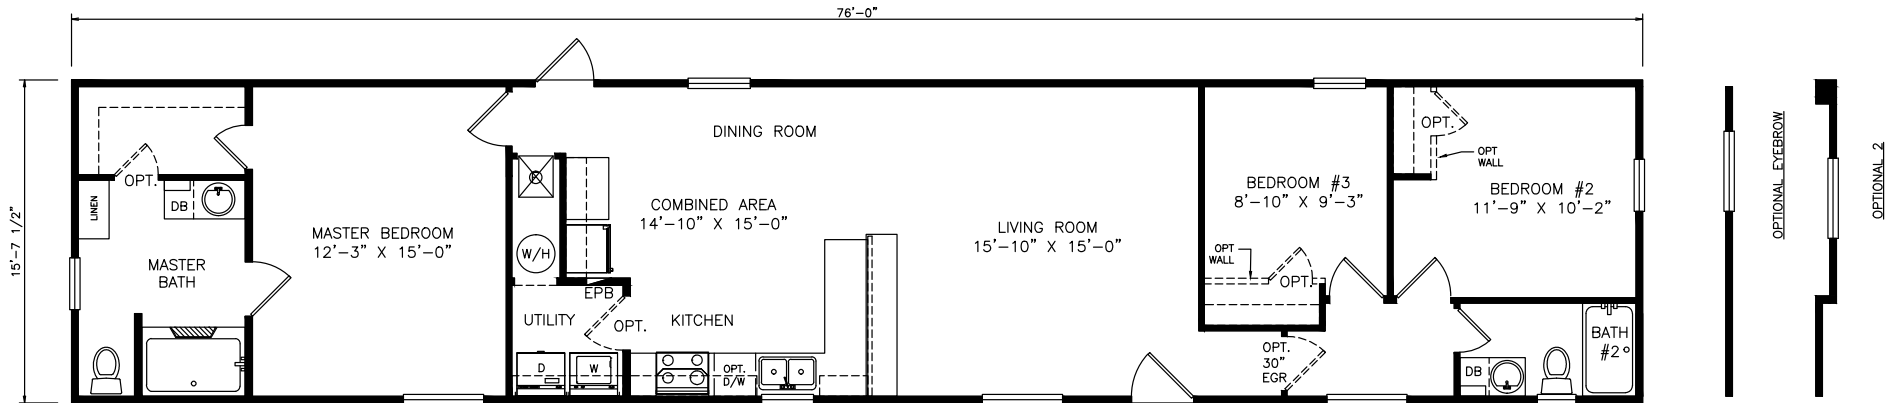 76'-0"
15'-7 1/2"
OPT.
LINEN
DB
MASTER
BATH
MASTER BEDROOM
12'-3" X 15'-0"
W/H
EPB
UTILITY
OPT.
D
W
DINING ROOM
COMBINED AREA
14'-10" X 15'-0"
KITCHEN
OPT.
D/W
LIVING ROOM
15'-10" X 15'-0"
BEDROOM #3
8'-10" X 9'-3"
OPT
WALL
OPT.
OPT.
30"
EGR
OPT.
OPT
WALL
BEDROOM #2
11'-9" X 10'-2"
DB
BATH
#2
OPTIONAL EYEBROW
OPTIONAL 2